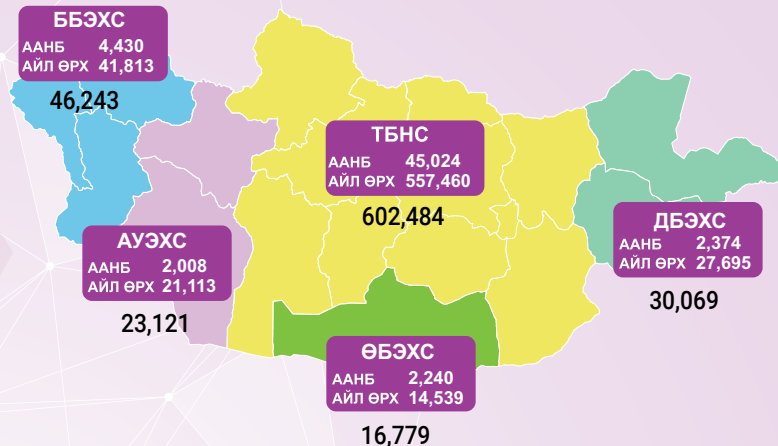 ББЭХС
ААНБ 4,430
АЙЛ ӨРХ 41,813
46,243
ТБНС
ААНБ 45,024
АЙЛ ӨРХ 557,460
602,484
ДБЭХС
ААНБ 2,374
АЙЛ ӨРХ 27,695
30,069
АУЭХС
ААНБ 2,008
АЙЛ ӨРХ 21,113
23,121
ӨБЭХС
ААНБ 2,240
АЙЛ ӨРХ 14,539
16,779